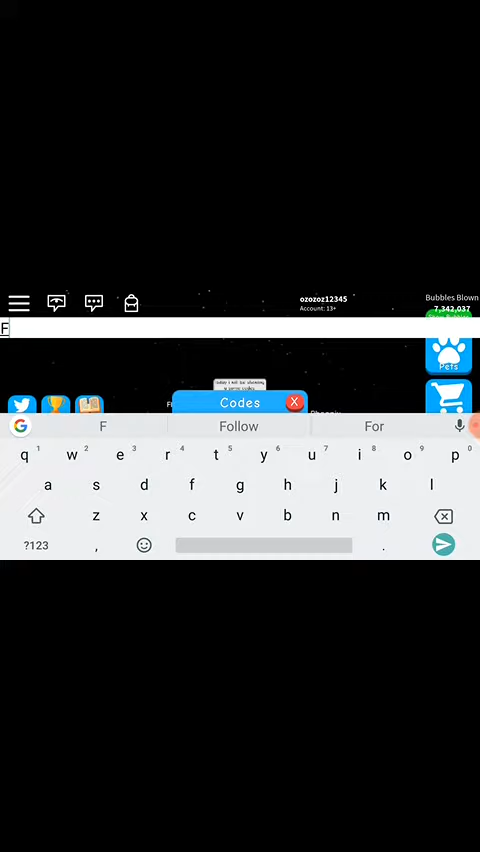 Bubbles Blown
ozozoz12345
7,342,037
Account: 13+
F
Pets
Codes
X
G
F
Follow
For
q 1 w 2 e 3 r 4 t 5 y 6 u 7 i 8 o 9 p 0
a s d f g h j k l
z x c v b n m
?123 , .